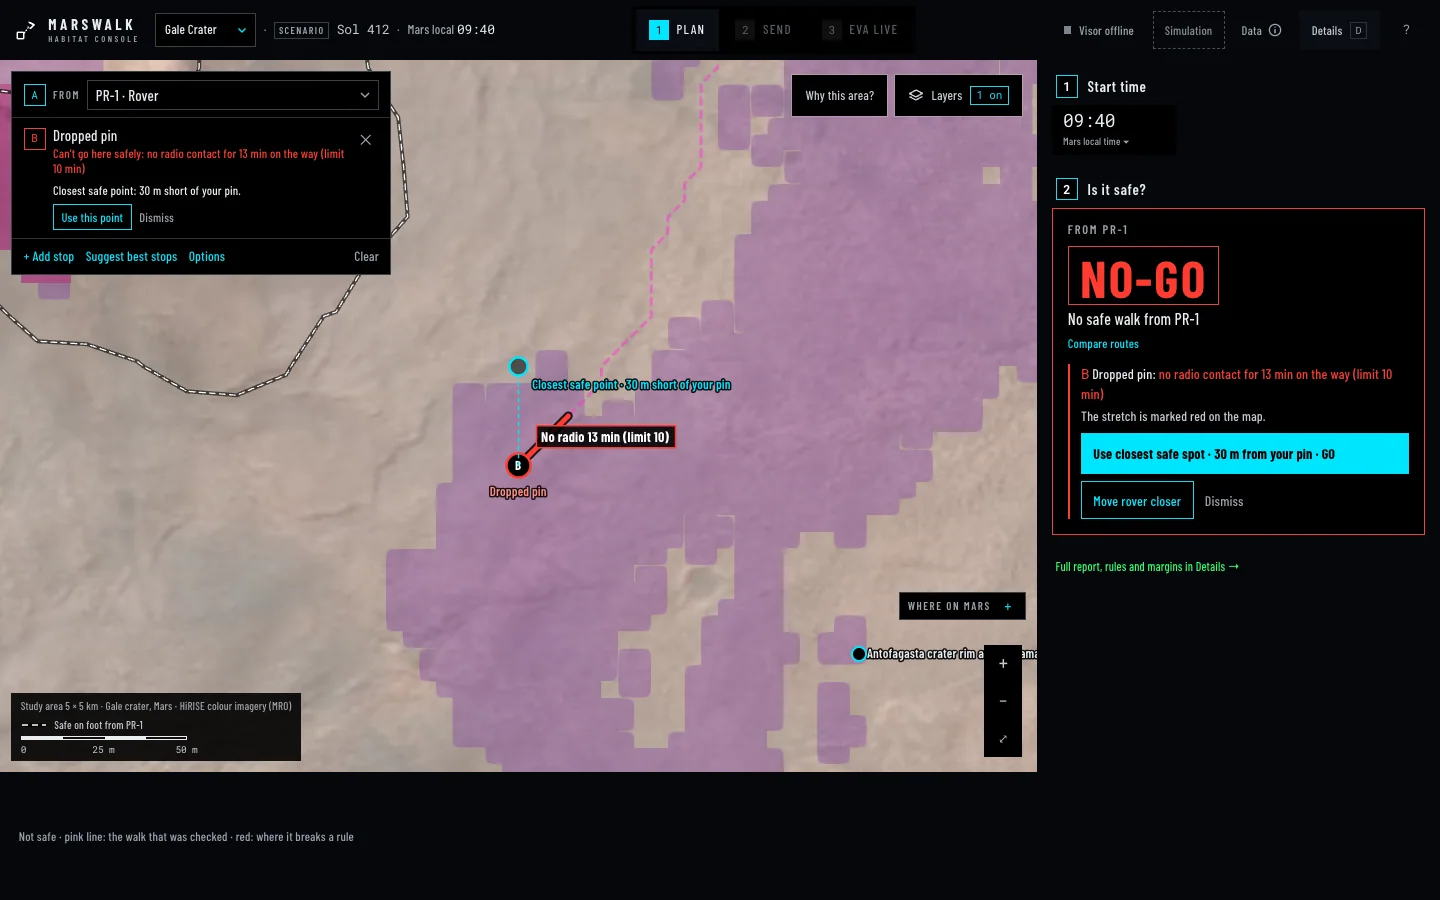 MARSWALK
HABITAT CONSOLE
Gale Crater
· SCENARIO Sol 412 · Mars local 09:40
1 PLAN
2 SEND
3 EVA LIVE
Visor offline
Simulation
Data
Details D
?
A FROM PR-1 · Rover
B Dropped pin
Can't go here safely: no radio contact for 13 min on the way (limit
10 min)
Closest safe point: 30 m short of your pin.
Use this point
Dismiss
+ Add stop
Suggest best stops
Options
Clear
Why this area?
Layers 1 on
Closest safe point · 30 m short of your pin
No radio 13 min (limit 10)
B
Dropped pin
WHERE ON MARS +
Antofagasta crater rim a
+
−
Study area 5 × 5 km · Gale crater, Mars · HiRISE colour imagery (MRO)
Safe on foot from PR-1
0 25 m 50 m
Not safe · pink line: the walk that was checked · red: where it breaks a rule
1 Start time
09:40
Mars local time
2 Is it safe?
FROM PR-1
NO-GO
No safe walk from PR-1
Compare routes
B Dropped pin: no radio contact for 13 min on the way (limit 10
min)
The stretch is marked red on the map.
Use closest safe spot · 30 m from your pin · GO
Move rover closer
Dismiss
Full report, rules and margins in Details →